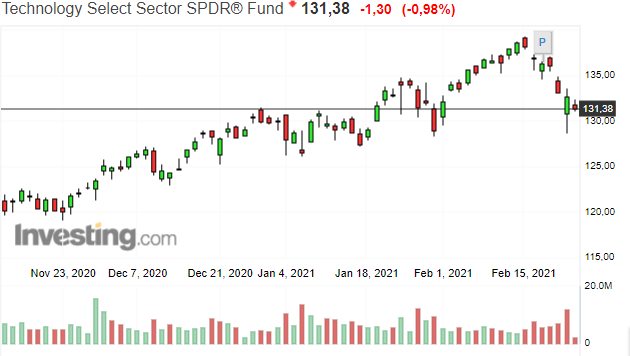 Technology Select Sector SPDR® Fund 131,38 -1,30 (-0,98%)
P
135,00
131,38
130,00
125,00
120,00
Investing.com
115,00
Nov 23, 2020 Dec 7, 2020 Dec 21, 2020 Jan 4, 2021 Jan 18, 2021 Feb 1, 2021 Feb 15, 2021
20.0M
0